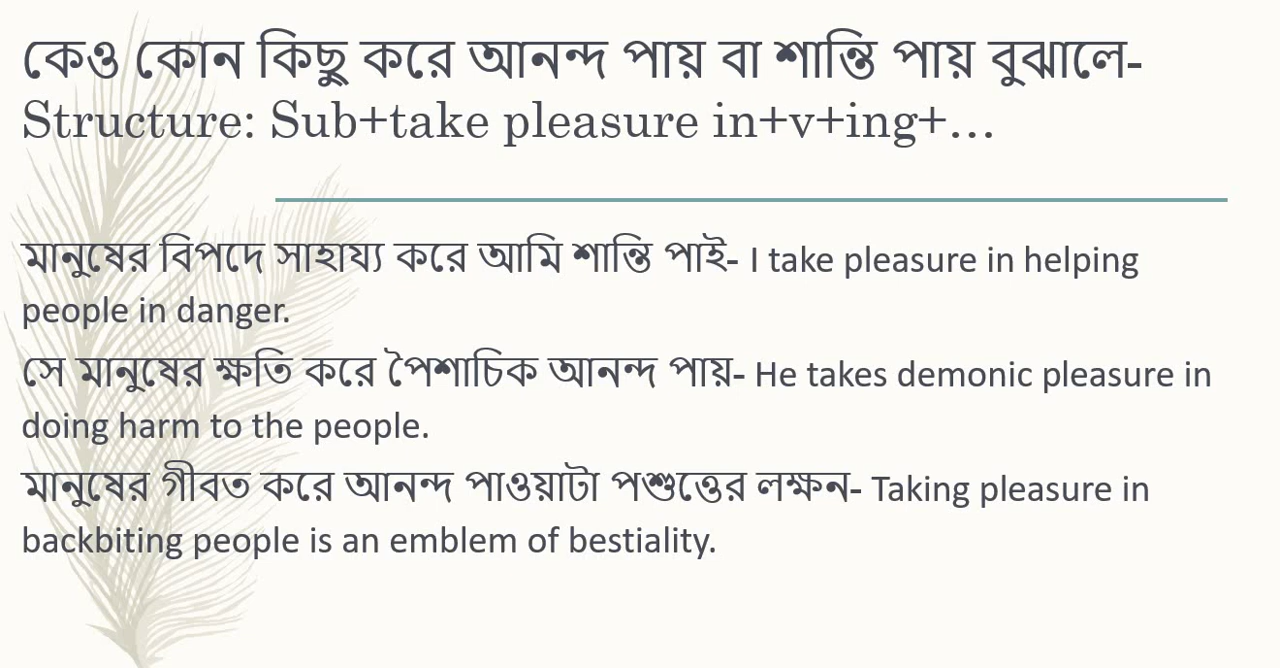 কেও কোন কিছু করে আনন্দ পায় বা শান্তি পায় বুঝালে-
Structure: Sub+take pleasure in+v+ing+…
মানুষের বিপদে সাহায্য করে আমি শান্তি পাই- I take pleasure in helping
people in danger.
সে মানুষের ক্ষতি করে পৈশাচিক আনন্দ পায়- He takes demonic pleasure in
doing harm to the people.
মানুষের গীবত করে আনন্দ পাওয়াটা পশুত্তের লক্ষন- Taking pleasure in
backbiting people is an emblem of bestiality.